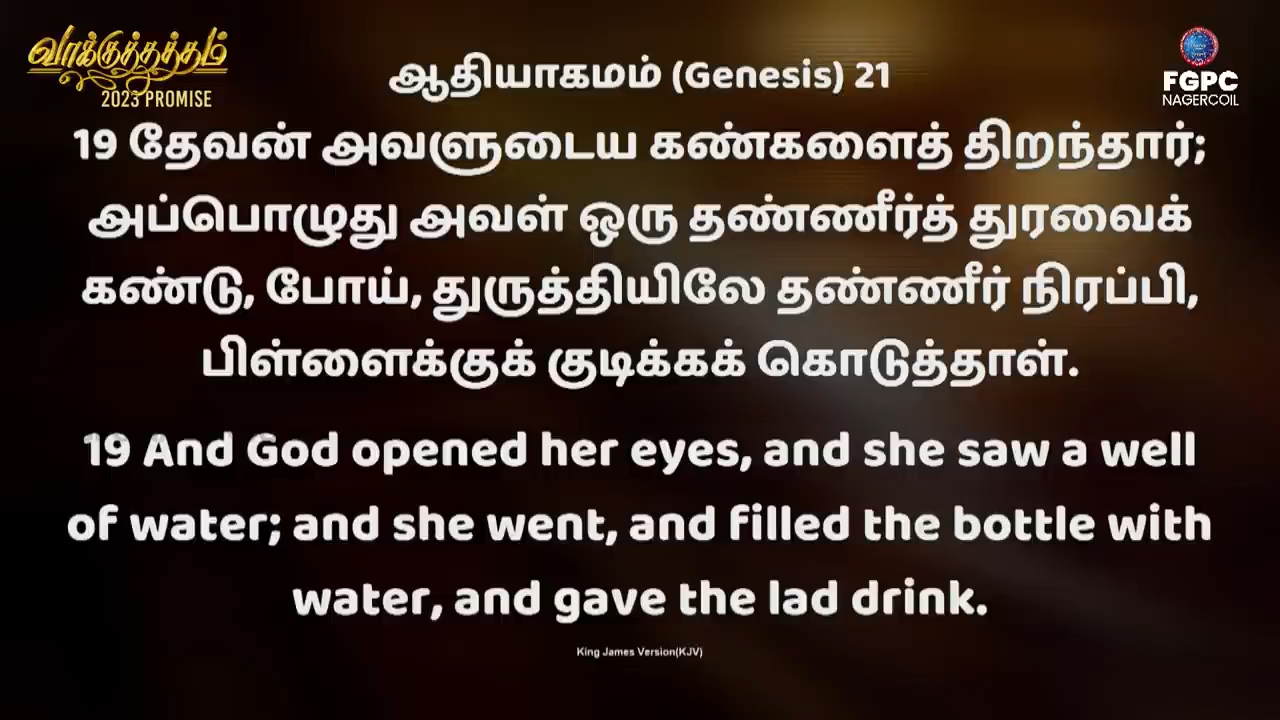 வாக்குத்தத்தம்
2023 PROMISE
FGPC
NAGERCOIL
ஆதியாகமம் (Genesis) 21
19 தேவன் அவளுடைய கண்களைத் திறந்தார்;
அப்பொழுது அவள் ஒரு தண்ணீர்த் துரவைக்
கண்டு, போய், துருத்தியிலே தண்ணீர் நிரப்பி,
பிள்ளைக்குக் குடிக்கக் கொடுத்தாள்.
19 And God opened her eyes, and she saw a well
of water; and she went, and filled the bottle with
water, and gave the lad drink.
King James Version(KJV)